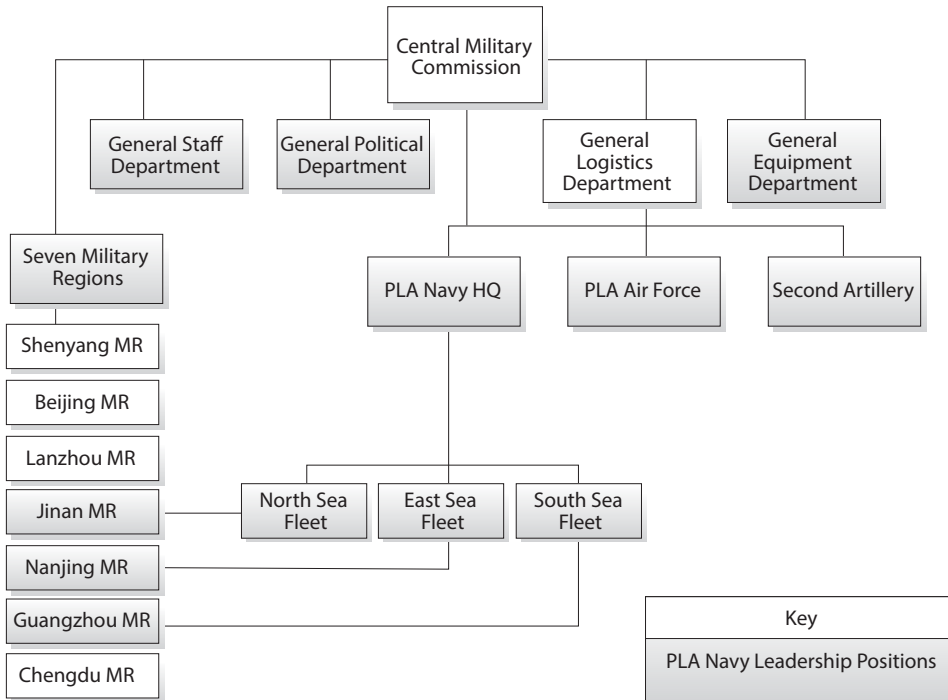 Central Military
Commission
General Staff
Department
General Political
Department
General
Logistics
Department
General
Equipment
Department
Seven Military
Regions
PLA Navy HQ
PLA Air Force
Second Artillery
Shenyang MR
Beijing MR
Lanzhou MR
Jinan MR
North Sea
Fleet
East Sea
Fleet
South Sea
Fleet
Nanjing MR
Guangzhou MR
Chengdu MR
Key
PLA Navy Leadership Positions